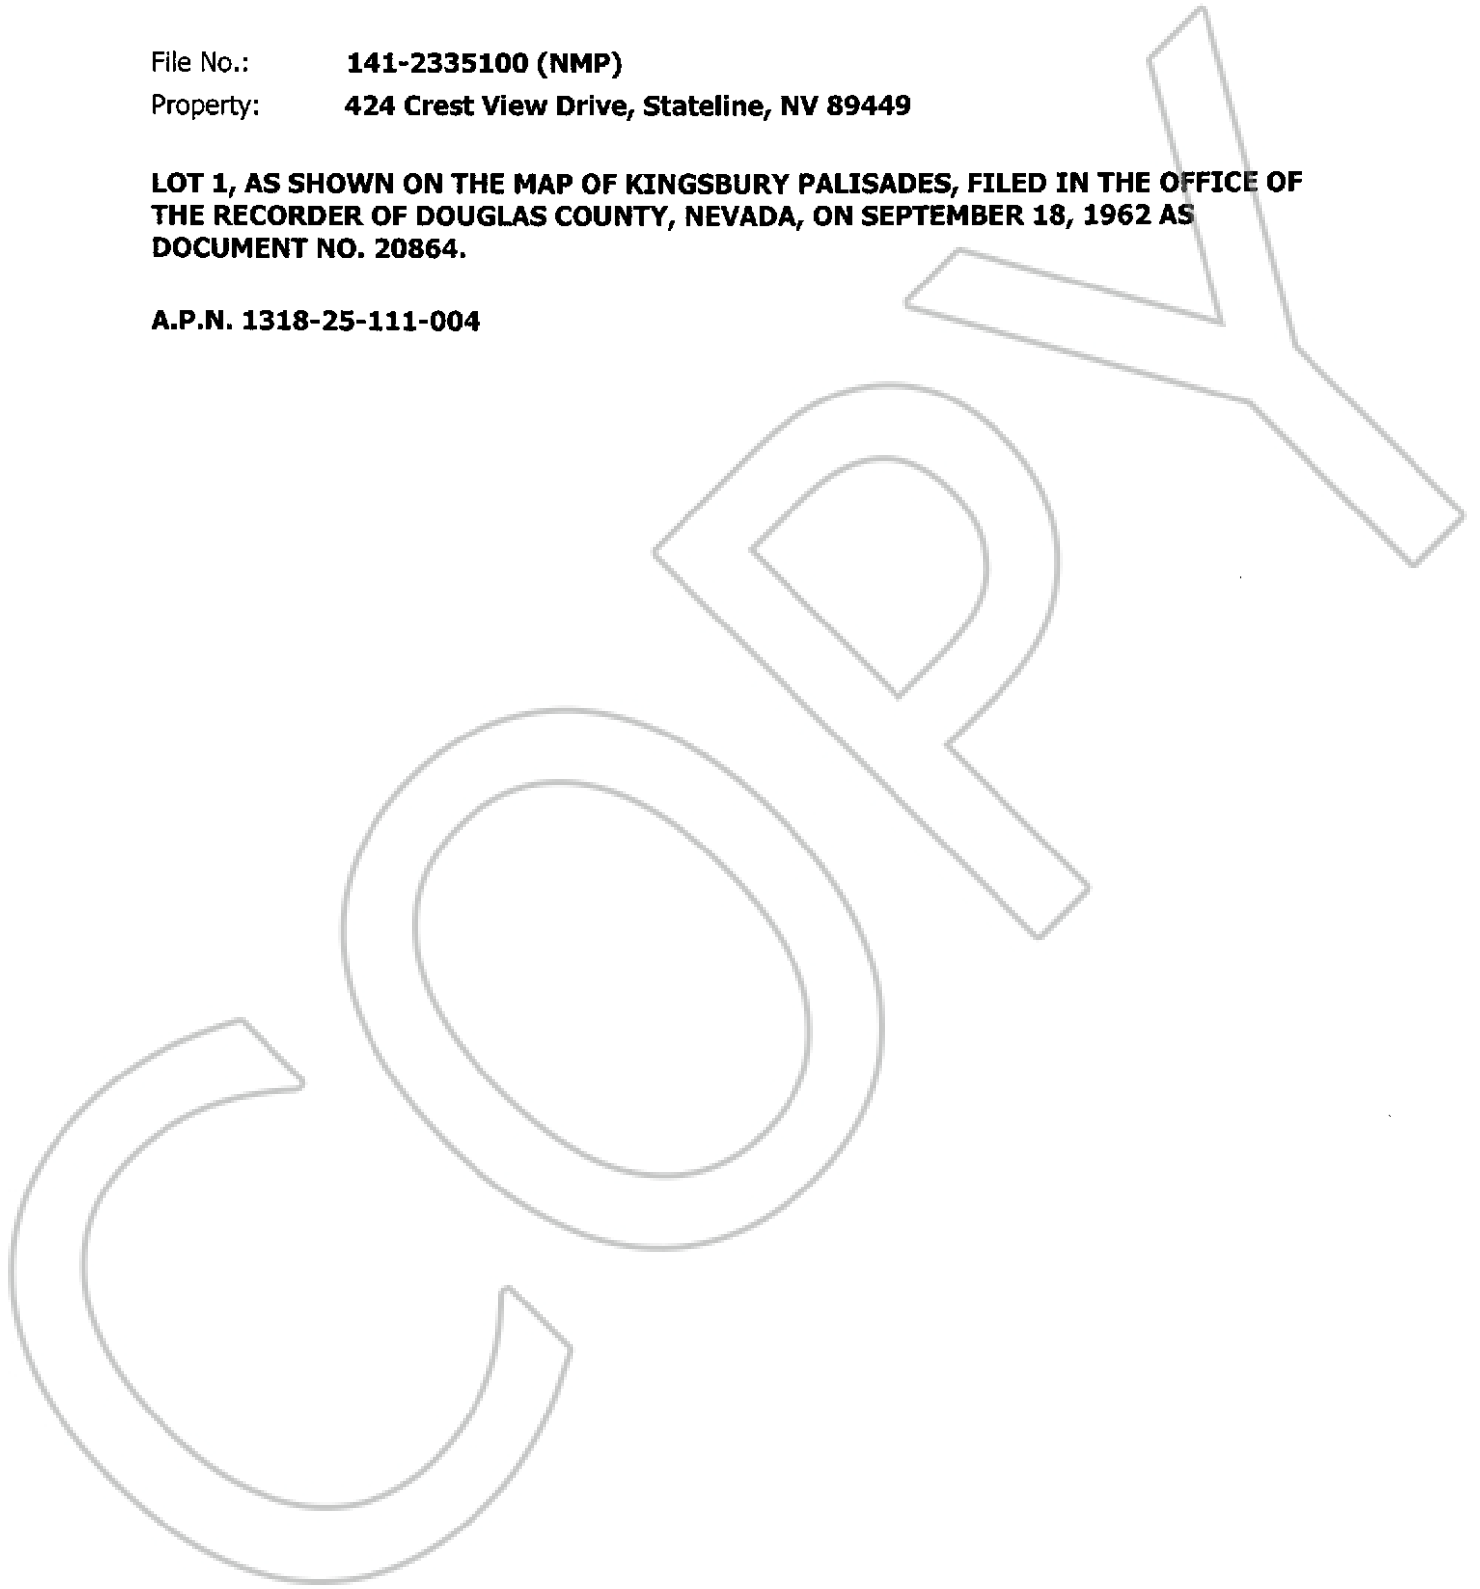 File No.: 141-2335100 (NMP)
Property: 424 Crest View Drive, Stateline, NV 89449
LOT 1, AS SHOWN ON THE MAP OF KINGSBURY PALISADES, FILED IN THE OFFICE OF
THE RECORDER OF DOUGLAS COUNTY, NEVADA, ON SEPTEMBER 18, 1962 AS
DOCUMENT NO. 20864.
A.P.N. 1318-25-111-004
COPY